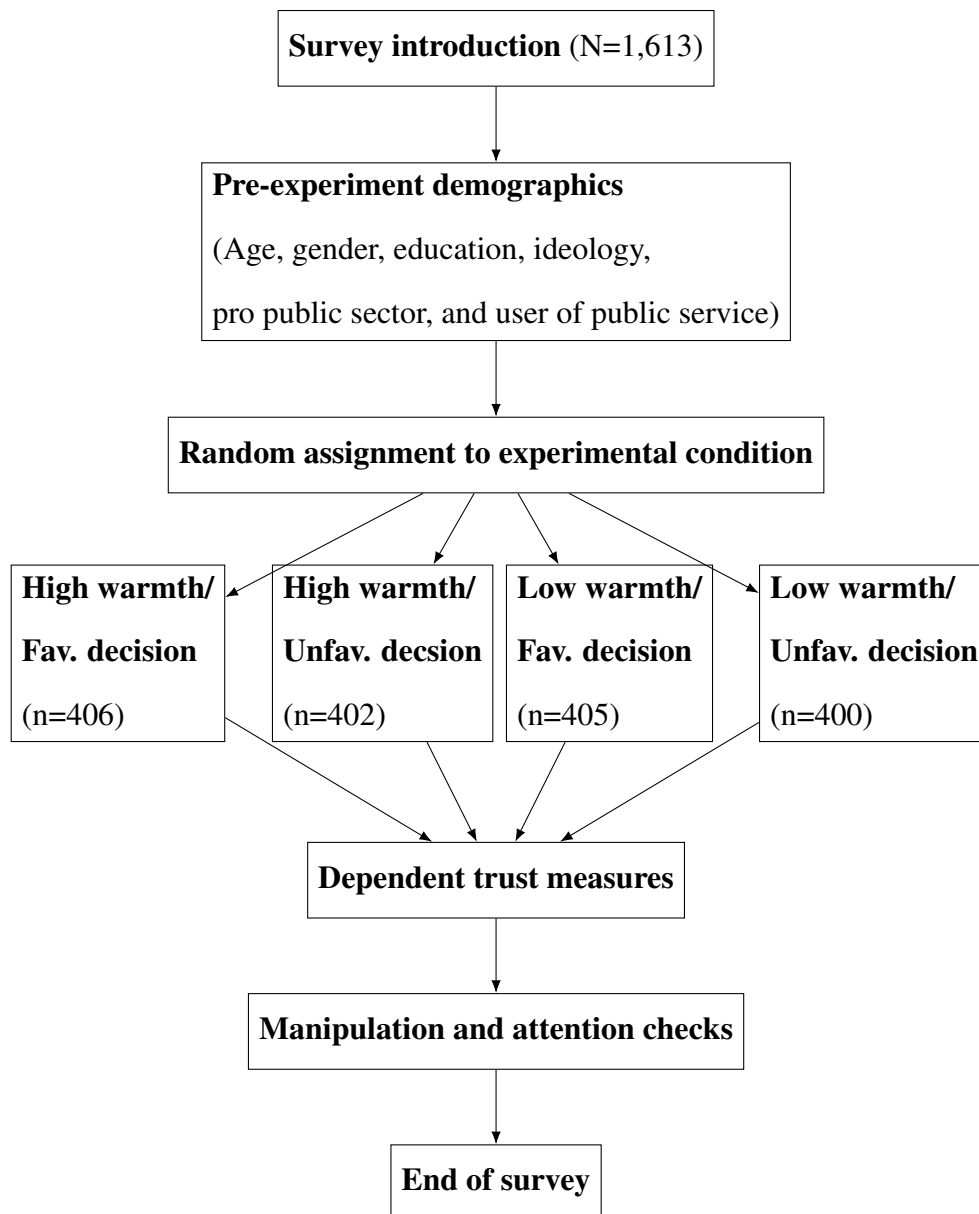 Survey introduction (N=1,613)
Pre-experiment demographics
(Age, gender, education, ideology,
pro public sector, and user of public service)
Random assignment to experimental condition
High warmth/
Fav. decision
(n=406)
High warmth/
Unfav. decsion
(n=402)
Low warmth/
Fav. decision
(n=405)
Low warmth/
Unfav. decision
(n=400)
Dependent trust measures
Manipulation and attention checks
End of survey